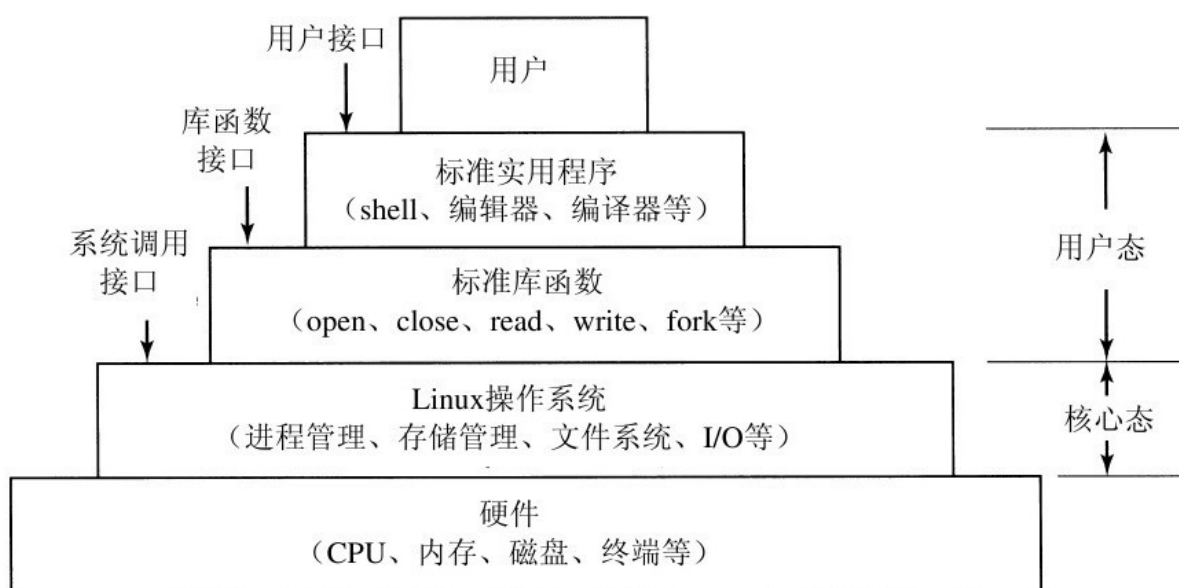 用户接口
用户
库函数
接口
标准实用程序
（shell、编辑器、编译器等）
系统调用
接口
用户态
标准库函数
（open、close、read、write、fork等）
Linux操作系统
（进程管理、存储管理、文件系统、I/O等）
核心态
硬件
（CPU、内存、磁盘、终端等）